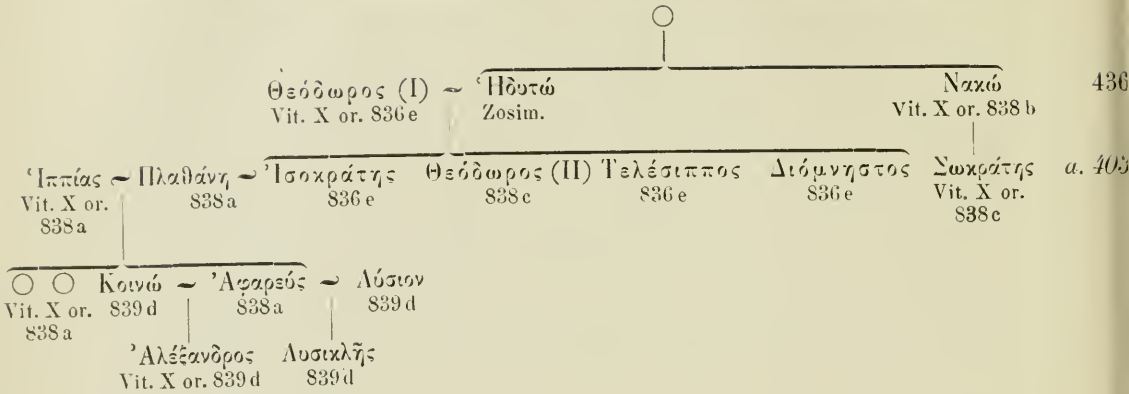 Θεόδωρος (I) ~ Ἡδυτώ Νακώ 436
Vit. X or. 836 e Zosim. Vit. X or. 838 b
Ἱππίας ~ Πλαθάνη ~ Ἰσοκράτης Θεόδωρος (II) Τελέσιππος Διόμνηστος Σωκράτης a. 403
Vit. X or. 838 a 836 e 838 c 836 e 836 e Vit. X or.
838 a 838 c
Κοινώ ~ Ἀφαρεύς ~ Λύσιον
Vit. X or. 839 d 838 a 839 d
838 a
Ἀλέξανδρος Λυσικλῆς
Vit. X or. 839 d 839 d